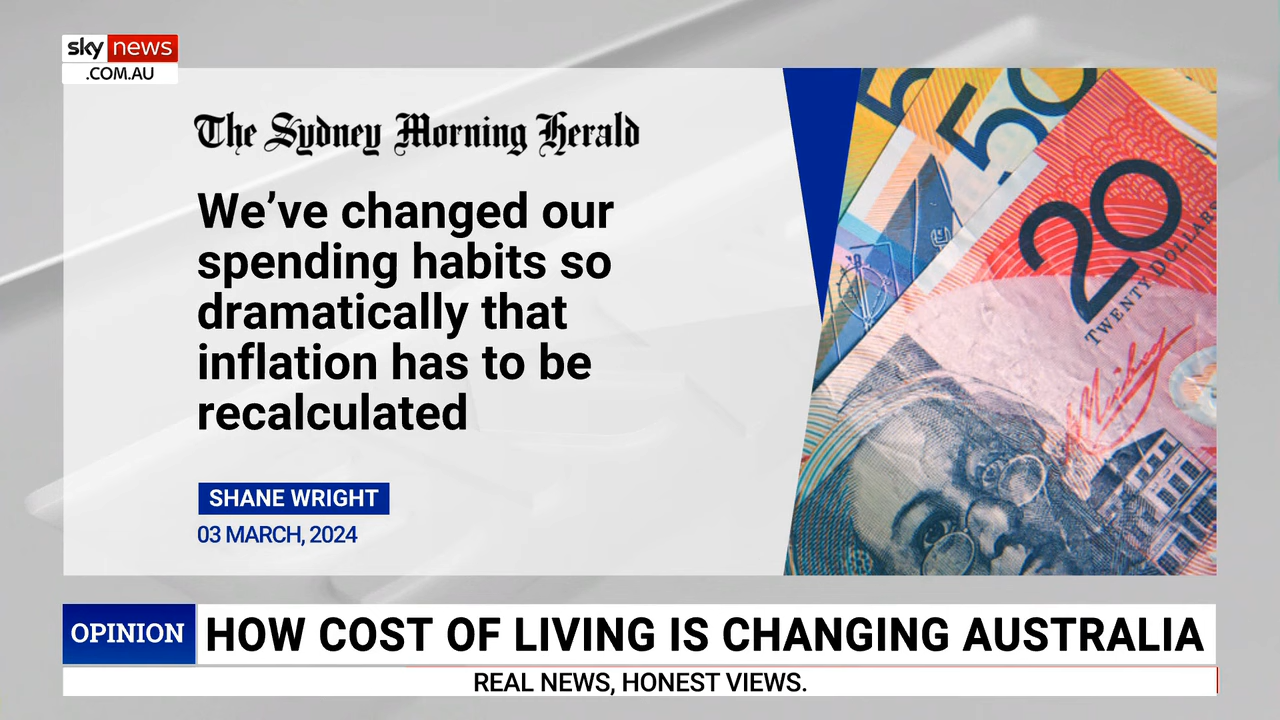 sky news
.COM.AU
The Sydney Morning Herald
We’ve changed our
spending habits so
dramatically that
inflation has to be
recalculated
SHANE WRIGHT
03 MARCH, 2024
5
50
20
TWENTY DOLLARS
OPINION HOW COST OF LIVING IS CHANGING AUSTRALIA
REAL NEWS, HONEST VIEWS.